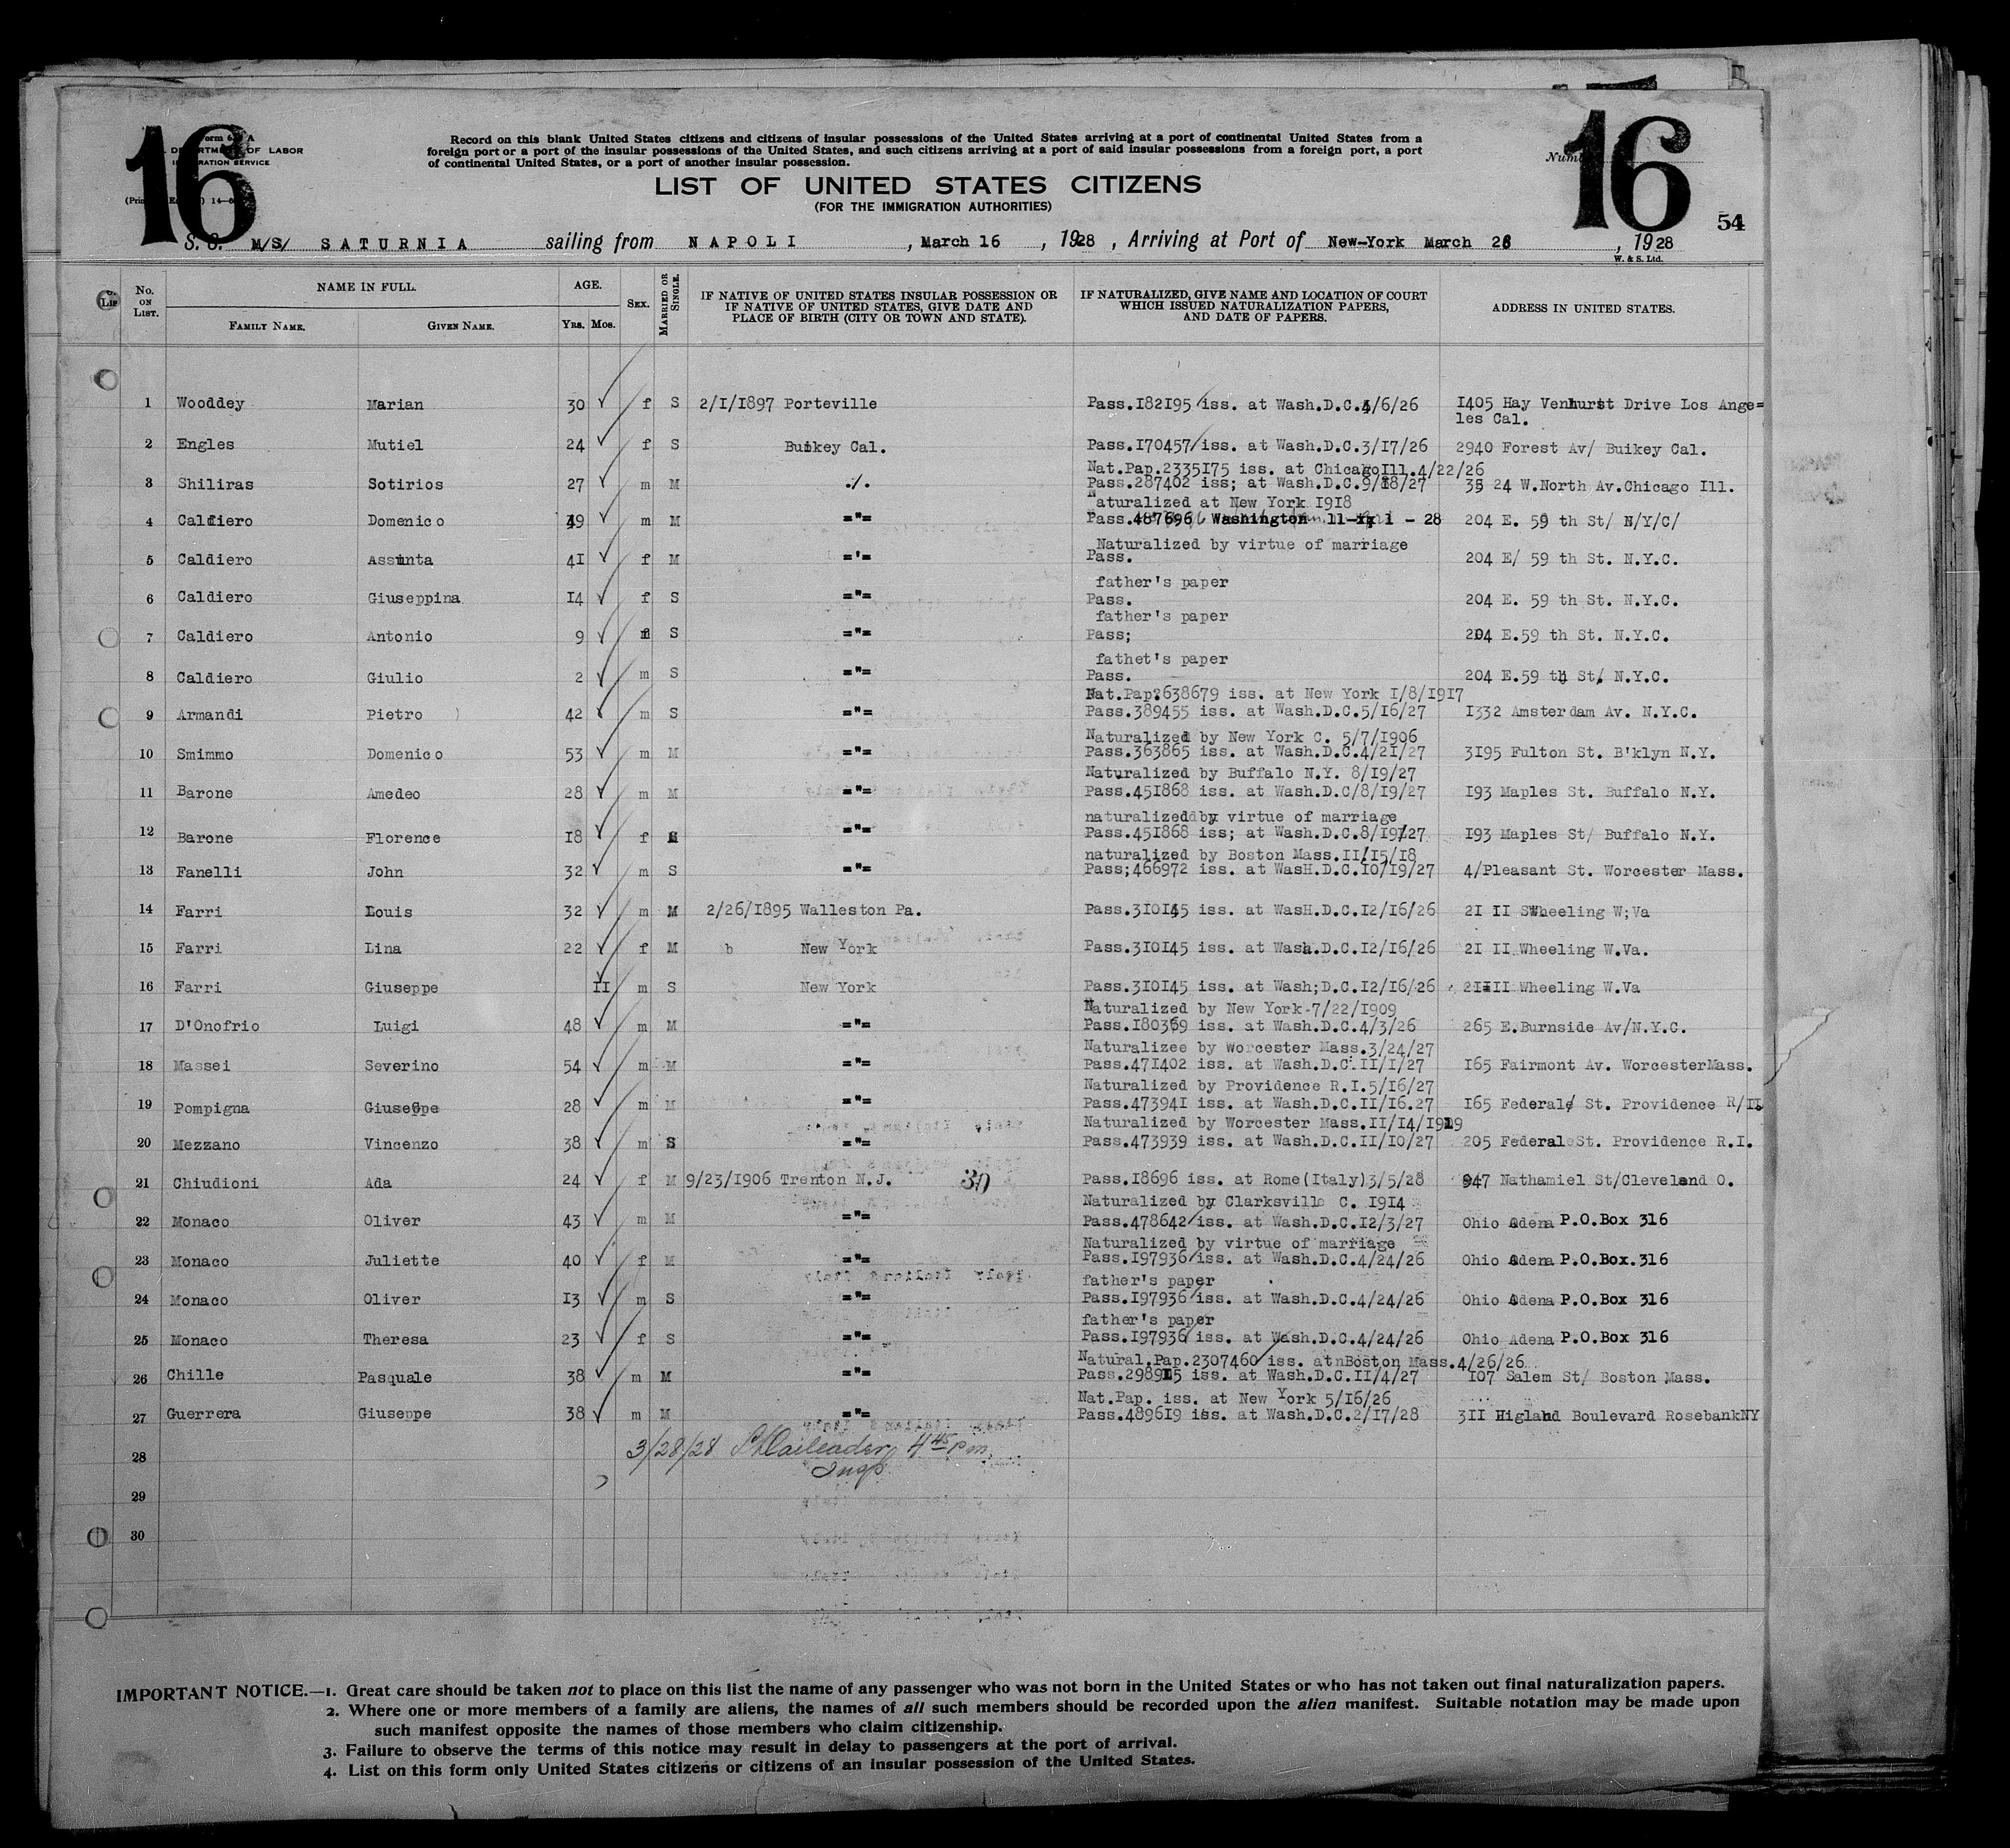 16
16
54
Form 6 A
DEPARTMENT OF LABOR
IMMIGRATION SERVICE
Record on this blank United States citizens and citizens of insular possessions of the United States arriving at a port of continental United States from a
foreign port or a port of the insular possessions of the United States, and such citizens arriving at a port of said insular possessions from a foreign port, a port
of continental United States, or a port of another insular possession.
LIST OF UNITED STATES CITIZENS
(FOR THE IMMIGRATION AUTHORITIES)
S. S. M/S/ SATURNIA sailing from NAPOLI , March 16 , 1928 , Arriving at Port of New-York March 28 , 1928
W. & S. Ltd.
No. ON LIST. NAME IN FULL. FAMILY NAME. GIVEN NAME. AGE. YRS. MOS. SEX. MARRIED OR SINGLE. IF NATIVE OF UNITED STATES INSULAR POSSESSION OR IF NATIVE OF UNITED STATES, GIVE DATE AND PLACE OF BIRTH (CITY OR TOWN AND STATE). IF NATURALIZED, GIVE NAME AND LOCATION OF COURT WHICH ISSUED NATURALIZATION PAPERS, AND DATE OF PAPERS. ADDRESS IN UNITED STATES.
1 Wooddey Marian 30 f S 2/I/I897 Porteville Pass.I82I95 iss. at Wash.D.C.4/6/26 I405 Hay Venhurst Drive Los Ange=
les Cal.
2 Engles Mutiel 24 f S Buikey Cal. Pass.I70457 iss. at Wash.D.C.3/I7/26 2940 Forest Av/ Buikey Cal.
Nat.Pap.2335I75 iss. at ChicagoIll.4/22/26
3 Shiliras Sotirios 27 m M ./. Pass.287402 iss; at Wash.D.C.9/I8/27 35 24 W.North Av.Chicago Ill.
Naturalized at New York I9I8
4 Caldiero Domenico 49 m M ="= Pass.487696 Washington 11-xx 1 - 28 204 E. 59 th St/ N/Y/C/
Naturalized by virtue of marriage
5 Caldiero Assunta 4I f M ='= Pass. 204 E/ 59 th St. N.Y.C.
father's paper
6 Caldiero Giuseppina I4 f S ="= Pass. 204 E. 59 th St. N.Y.C.
father's paper
7 Caldiero Antonio 9 m S ="= Pass; 204 E.59 th St. N.Y.C.
fathet's paper
8 Caldiero Giulio 2 m S ="= Pass. 204 E.59 th St. N.Y.C.
Nat.Pap?638679 iss. at New York I/8/I9I7
9 Armandi Pietro ) 42 m S ="= Pass.389455 iss. at Wash.D.C.5/I6/27 I332 Amsterdam Av. N.Y.C.
Naturalized by New York C. 5/7/I906
10 Smimmo Domenico 53 m M ="= Pass.363865 iss. at Wash.D.C.4/2I/27 3I95 Fulton St. B'klyn N.Y.
Naturalized by Buffalo N.Y. 8/I9/27
11 Barone Amedeo 28 m M ="= Pass.45I868 iss. at Wash.D.C/8/I9/27 I93 Maples St. Buffalo N.Y.
naturalizeddby virtue of marriage
12 Barone Florence I8 f M ="= Pass.45I868 iss; at Wash.D.C.8/I9/27 I93 Maples St/ Buffalo N.Y.
naturalized by Boston Mass.II/I5/I8
13 Fanelli John 32 m S ="= Pass;466972 iss. at WasH.D.C.IO/I9/27 4/Pleasant St. Worcester Mass.
14 Farri Louis 32 m M 2/26/I895 Walleston Pa. Pass.3IOI45 iss. at WasH.D.C.I2/I6/26 2I II SWheeling W;Va
15 Farri Lina 22 f M b New York Pass.3IOI45 iss. at Wash.D.C.I2/I6/26 2I II Wheeling W.Va.
16 Farri Giuseppe II m S New York Pass.3IOI45 iss. at Wash;D.C.I2/I6/26 2IIII Wheeling W.Va
Naturalized by New York-7/22/I909
17 D'Onofrio Luigi 48 m M ="= Pass.I80369 iss. at Wash.D.C.4/3/26 265 E.Burnside Av/N.Y.C.
Naturalizee by Worcester Mass.3/24/27
18 Massei Severino 54 m M ="= Pass.47I402 iss. at Wash.D.C.II/I/27 I65 Fairmont Av. WorcesterMass.
Naturalized by Providence R.I.5/I6/27
19 Pompigna Giuseppe 28 m M ="= Pass.47394I iss. at Wash.D.C.II/I6.27 I65 Federal St. Providence R/I.
Naturalized by Worcester Mass.II/I4/I919
20 Mezzano Vincenzo 38 m S ="= Pass.473939 iss. at Wash.D.C.II/IO/27 205 FederalSt. Providence R.I.
21 Chiudioni Ada 24 f M 9/23/I906 Trenton N.J. 30 Pass.I8696 iss. at Rome(Italy)3/5/28 947 Nathamiel St/Cleveland O.
Naturalized by Clarksville C. I9I4
22 Monaco Oliver 43 m M ="= Pass.478642 iss. at Wash.D.C.I2/3/27 Ohio Adena P.O.Box 316
Naturalized by virtue of marriage
23 Monaco Juliette 40 f M ="= Pass.I97936 iss. at Wash.D.C.4/24/26 Ohio Adena P.O.Box.316
father's paper
24 Monaco Oliver I3 m S ="= Pass.I97936 iss. at Wash.D.C.4/24/26 Ohio Adena P.O.Box 316
father's paper
25 Monaco Theresa 23 f S ="= Pass.I97936 iss. at Wash.D.C.4/24/26 Ohio Adena P.O.Box 316
Natural.Pap.2307460 iss. atnBoston Mass.4/26/26
26 Chille Pasquale 38 m M ="= Pass.298915 iss. at Wash.D.C.II/4/27 I07 Salem St/ Boston Mass.
Nat.Pap. iss. at New York 5/I6/26
27 Guerrera Giuseppe 38 m M ="= Pass.4896I9 iss. at Wash.D.C.2/I7/28 3II Higland Boulevard RosebankNY
3/28/28 4 45 pm
28 Insp
29
30
IMPORTANT NOTICE.—1. Great care should be taken not to place on this list the name of any passenger who was not born in the United States or who has not taken out final naturalization papers.
2. Where one or more members of a family are aliens, the names of all such members should be recorded upon the alien manifest. Suitable notation may be made upon
such manifest opposite the names of those members who claim citizenship.
3. Failure to observe the terms of this notice may result in delay to passengers at the port of arrival.
4. List on this form only United States citizens or citizens of an insular possession of the United States.